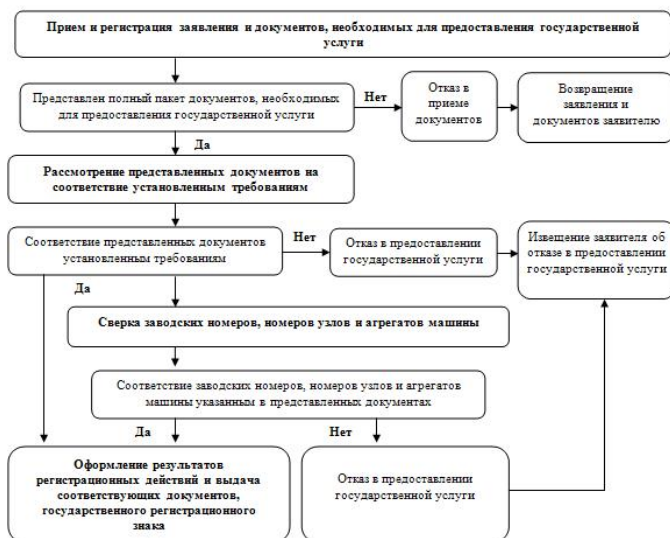 Прием и регистрация заявления и документов, необходимых для предоставления государственной
услуги
Представлен полный пакет документов, необходимых
для предоставления государственной услуги
Нет
Отказ в
приеме
документов
Возвращение
заявления и
документов заявителю
Да
Рассмотрение представленных документов на
соответствие установленным требованиям
Соответствие представленных документов
установленным требованиям
Нет
Отказ в предоставлении
государственной услуги
Извещение заявителя об
отказе в предоставлении
государственной услуги
Да
Сверка заводских номеров, номеров узлов и агрегатов машины
Соответствие заводских номеров, номеров узлов и агрегатов
машины указанным в представленных документах
Да
Нет
Оформление результатов
регистрационных действий и выдача
соответствующих документов,
государственного регистрационного
знака
Отказ в предоставлении
государственной услуги